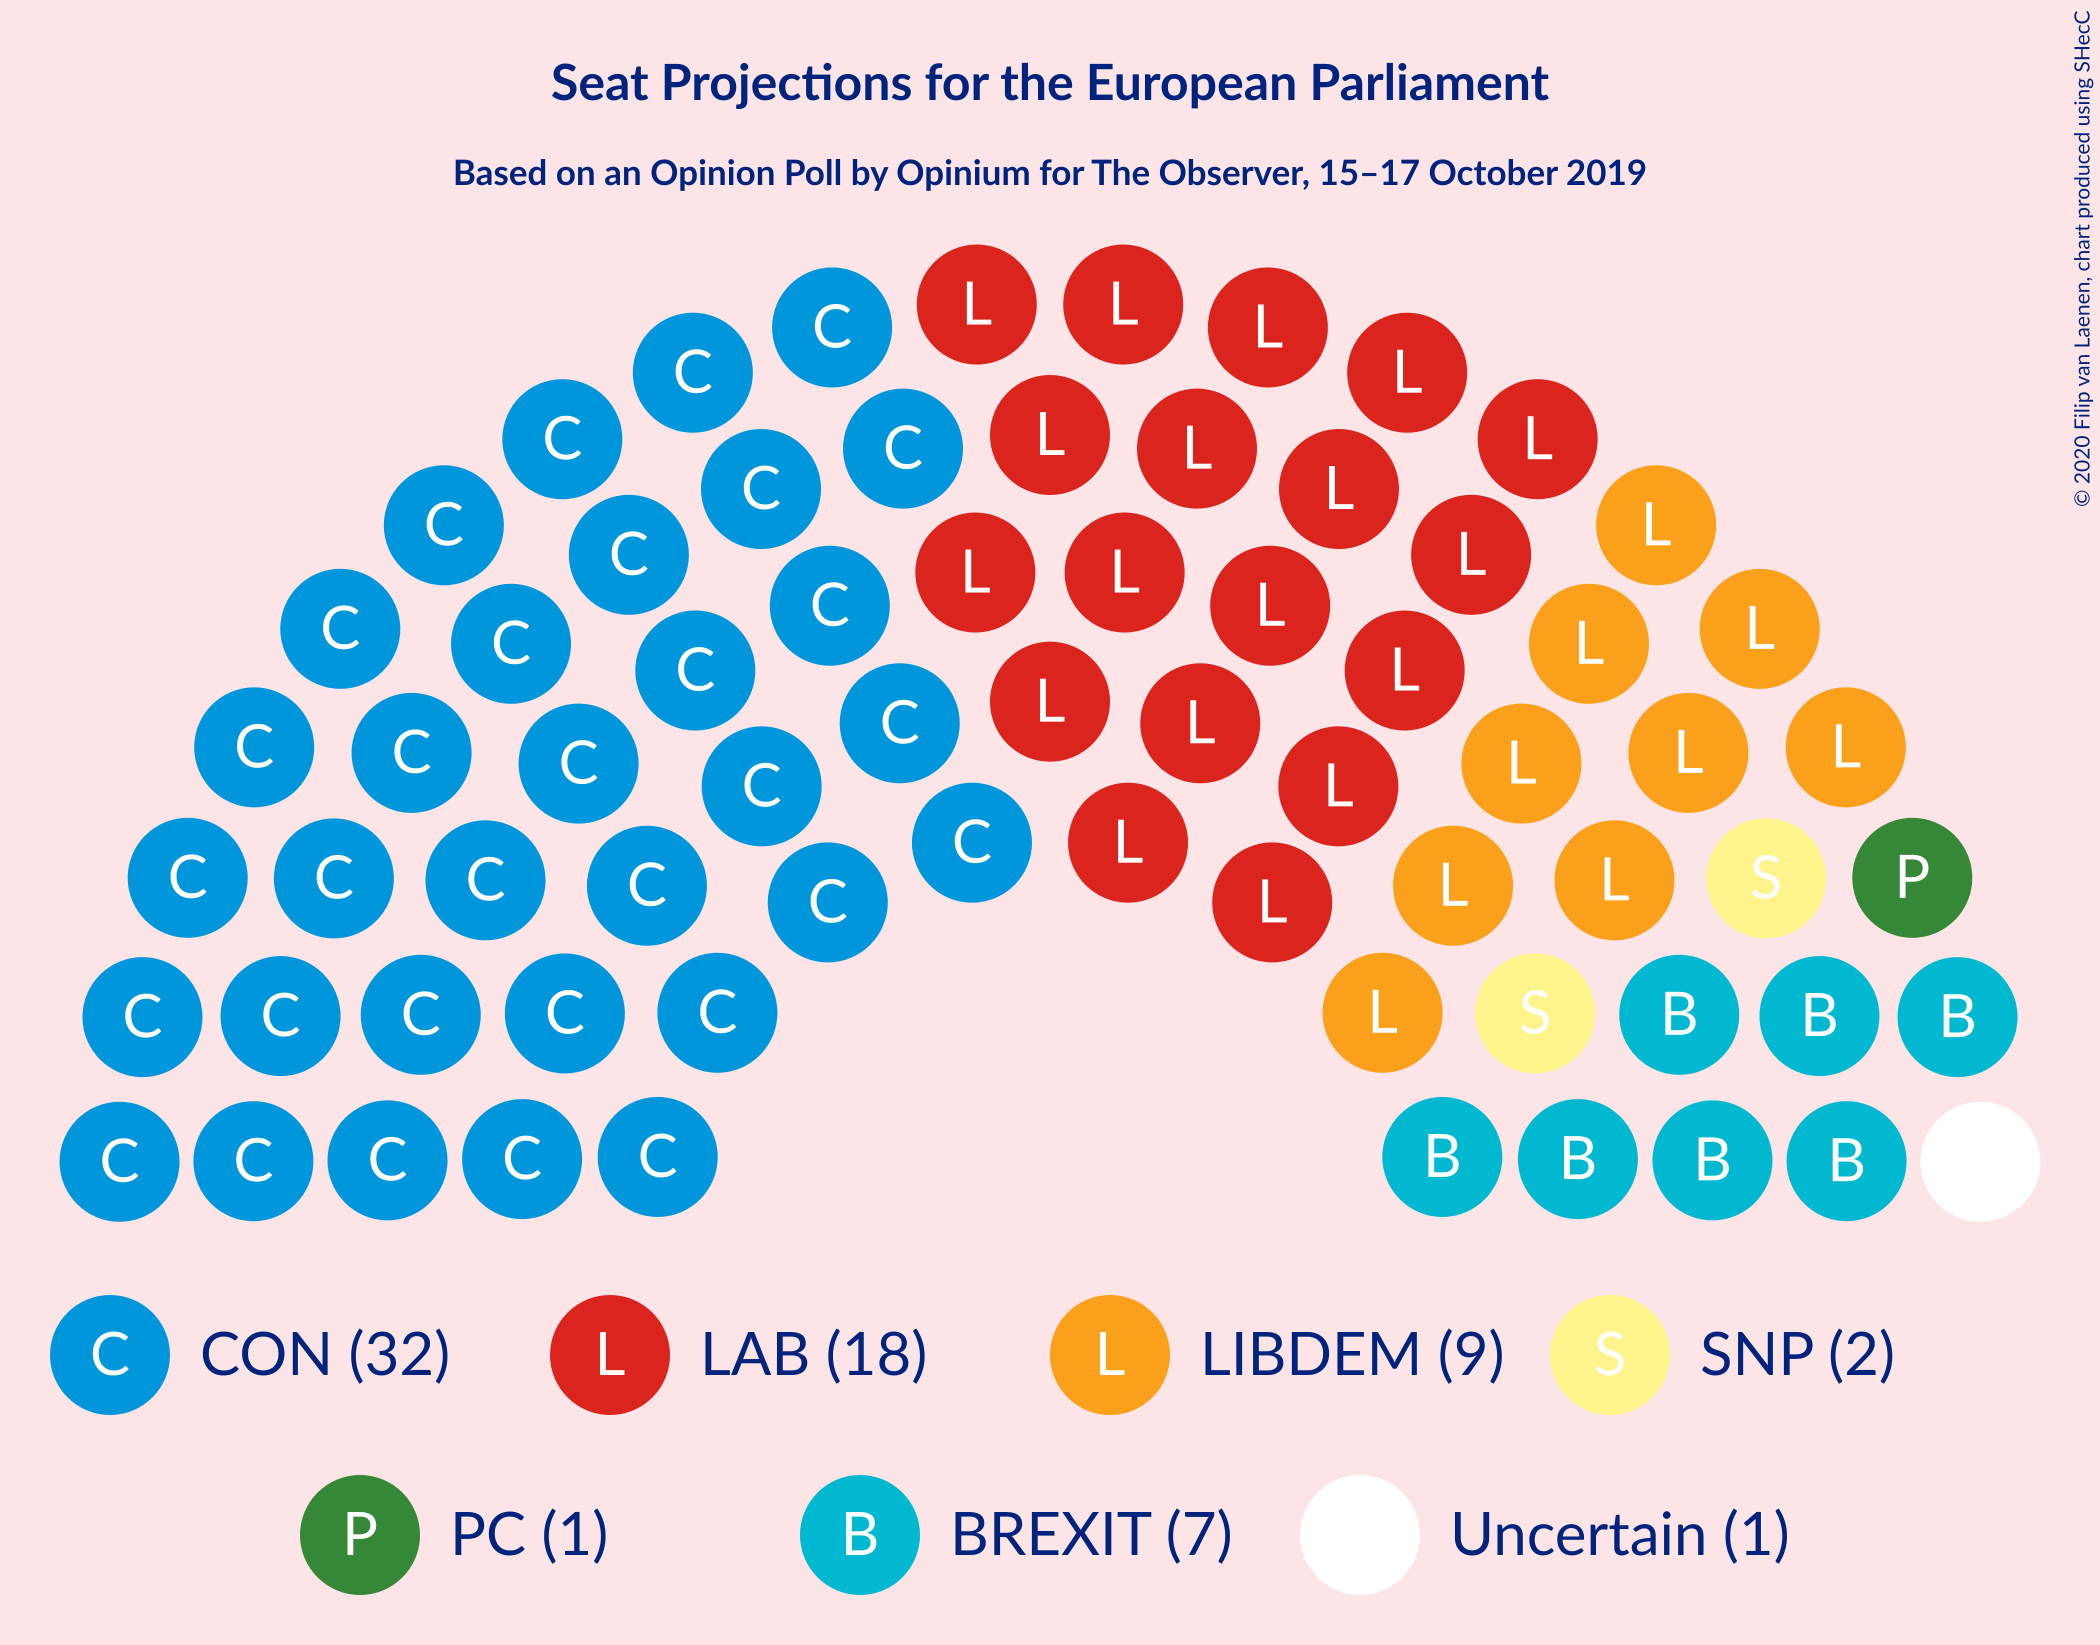 Seat Projections for the European Parliament
Based on an Opinion Poll by Opinium for The Observer, 15–17 October 2019
© 2020 Filip van Laenen, chart produced using SHecC
C L L L
C L
C C L L L
C L L
C C L L L L
C C L L L
C C L L L
C C C L L L
C C C L L L
C C C L L L
C C C C L L L L S P
C C
C C C C C L S B B B
C C C C C B B B B
C CON (32) L LAB (18) L LIBDEM (9) S SNP (2)
P PC (1) B BREXIT (7) Uncertain (1)